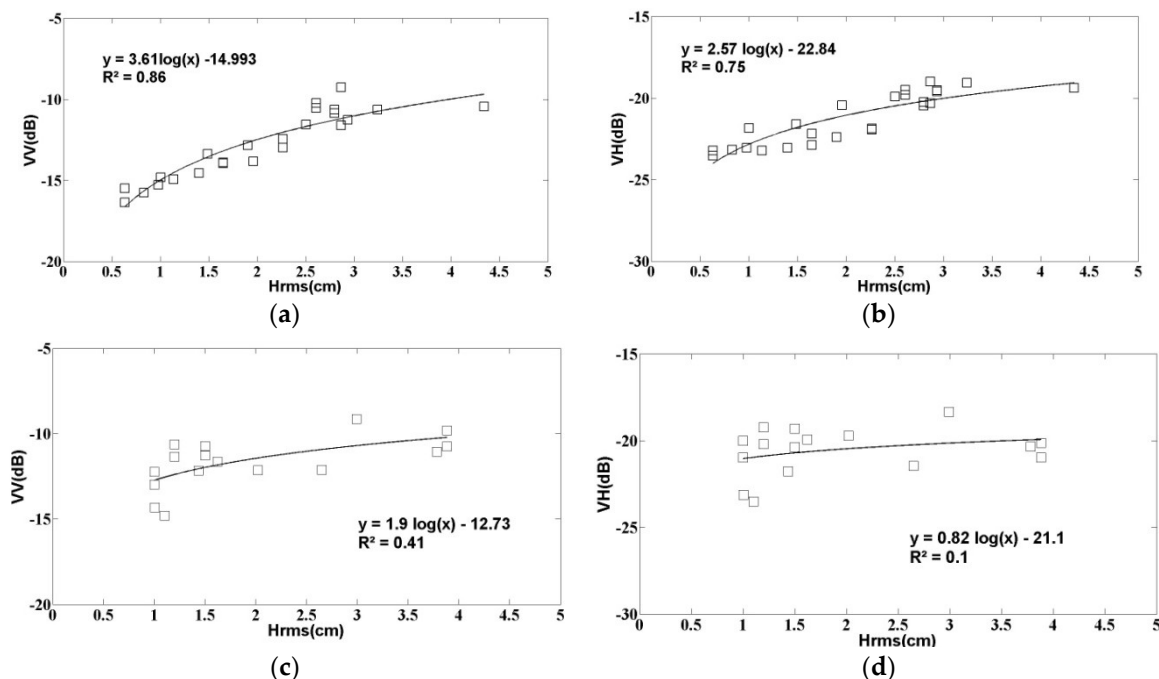 -5
y = 3.61log(x) -14.993
R² = 0.86
VV(dB)
-10
-15
-20
0 0.5 1 1.5 2 2.5 3 3.5 4 4.5 5
Hrms(cm)
(a)
-15
y = 2.57 log(x) - 22.84
R² = 0.75
VH(dB)
-20
-25
-30
0 0.5 1 1.5 2 2.5 3 3.5 4 4.5 5
Hrms(cm)
(b)
-5
VV(dB)
-10
-15
y = 1.9 log(x) - 12.73
R² = 0.41
-20
0 0.5 1 1.5 2 2.5 3 3.5 4 4.5 5
Hrms(cm)
(c)
-15
VH(dB)
-20
-25
y = 0.82 log(x) - 21.1
R² = 0.1
-30
0 0.5 1 1.5 2 2.5 3 3.5 4 4.5 5
Hrms(cm)
(d)